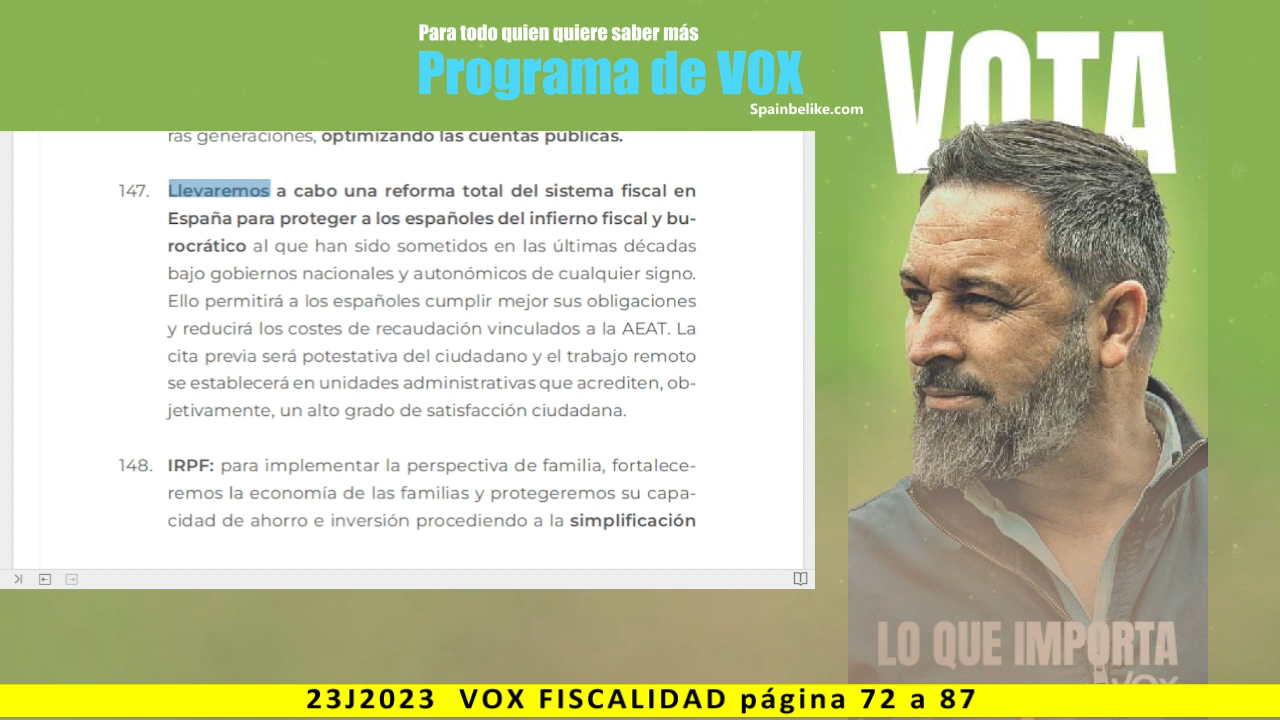 Para todo quien quiere saber más
Programa de VOX
Spainbelike.com
VOTA
ras generaciones, optimizando las cuentas públicas.
147. Llevaremos a cabo una reforma total del sistema fiscal en
España para proteger a los españoles del infierno fiscal y bu-
rocrático al que han sido sometidos en las últimas décadas
bajo gobiernos nacionales y autonómicos de cualquier signo.
Ello permitirá a los españoles cumplir mejor sus obligaciones
y reducirá los costes de recaudación vinculados a la AEAT. La
cita previa será potestativa del ciudadano y el trabajo remoto
se establecerá en unidades administrativas que acrediten, ob-
jetivamente, un alto grado de satisfacción ciudadana.
148. IRPF: para implementar la perspectiva de familia, fortalece-
remos la economía de las familias y protegeremos su capa-
cidad de ahorro e inversión procediendo a la simplificación
LO QUE IMPORTA
VOX
23J2023 VOX FISCALIDAD página 72 a 87